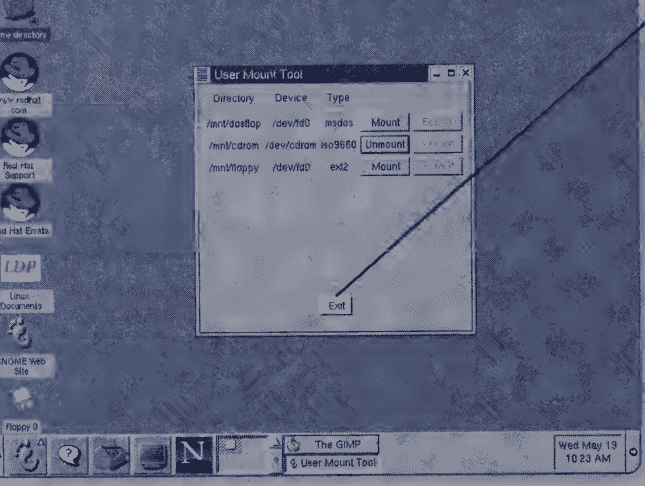 me directory
www.redhat
com
Red Hat
Support
d Hat Errata
LDP
Linux
Documents
GNOME Web
Site
Floppy 0
User Mount Tool
Directory Device Type
/mnt/dosflop /dev/fd0 msdos Mount
/mnt/cdrom /dev/cdrom iso9660 Unmount
/mnt/floppy /dev/fd0 ext2 Mount
Exit
N
The GIMP
User Mount Tool
Wed May 19
10:23 AM